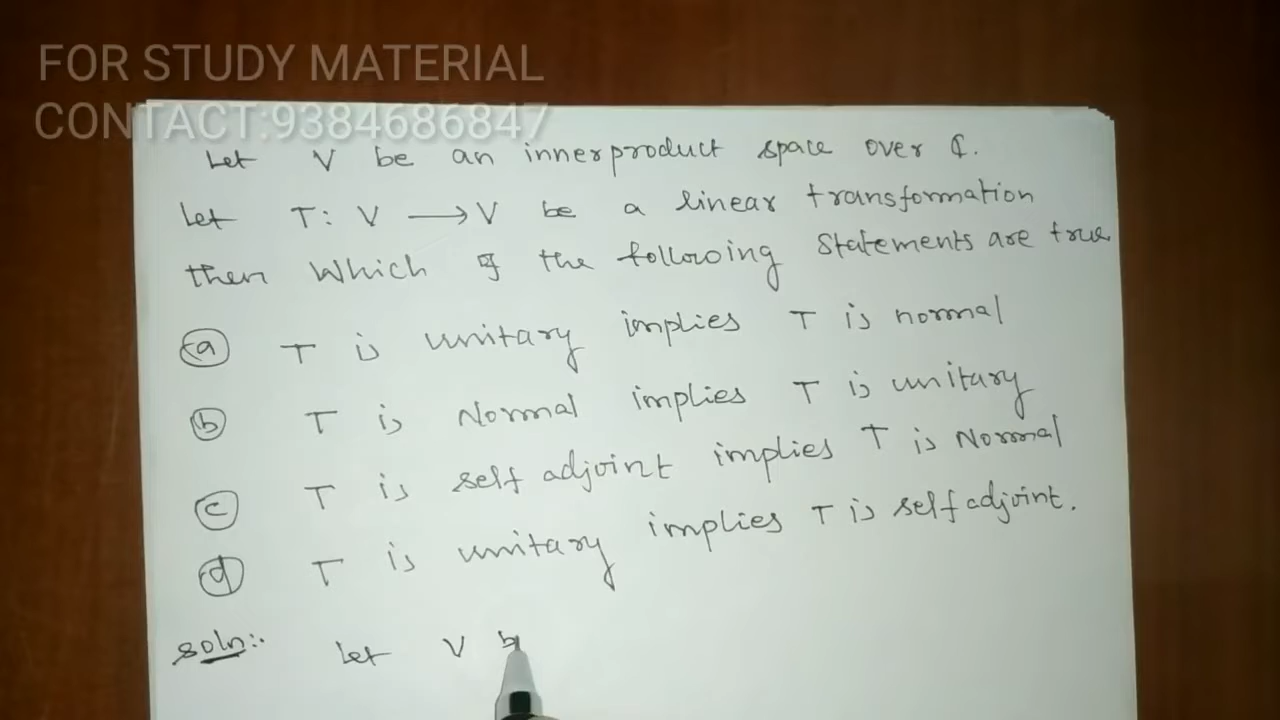 FOR STUDY MATERIAL
CONTACT:9384686847
Let V be an innerproduct space over ₵.
Let T: V ⟶ V be a linear transformation
then Which of the following Statements are true
(a) T is unitary implies T is normal
(b) T is Normal implies T is unitary
(c) T is self adjoint implies T is Normal
(d) T is unitary implies T is self adjoint.
Soln:- Let V b